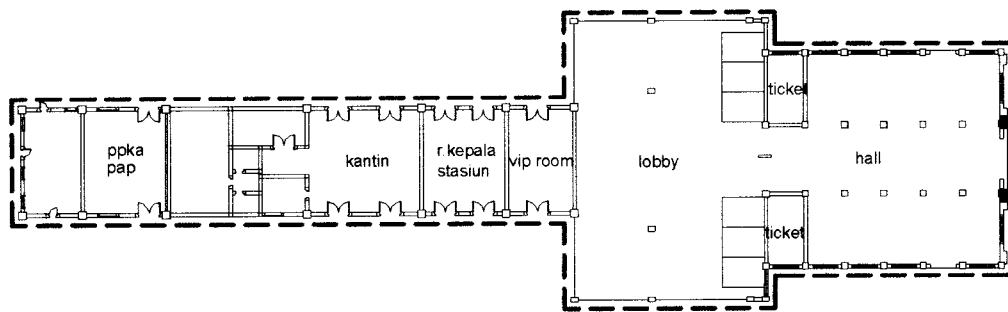 ppka
pap
kantin
r.kepala
stasiun
vip room
lobby
ticket
hall
ticket